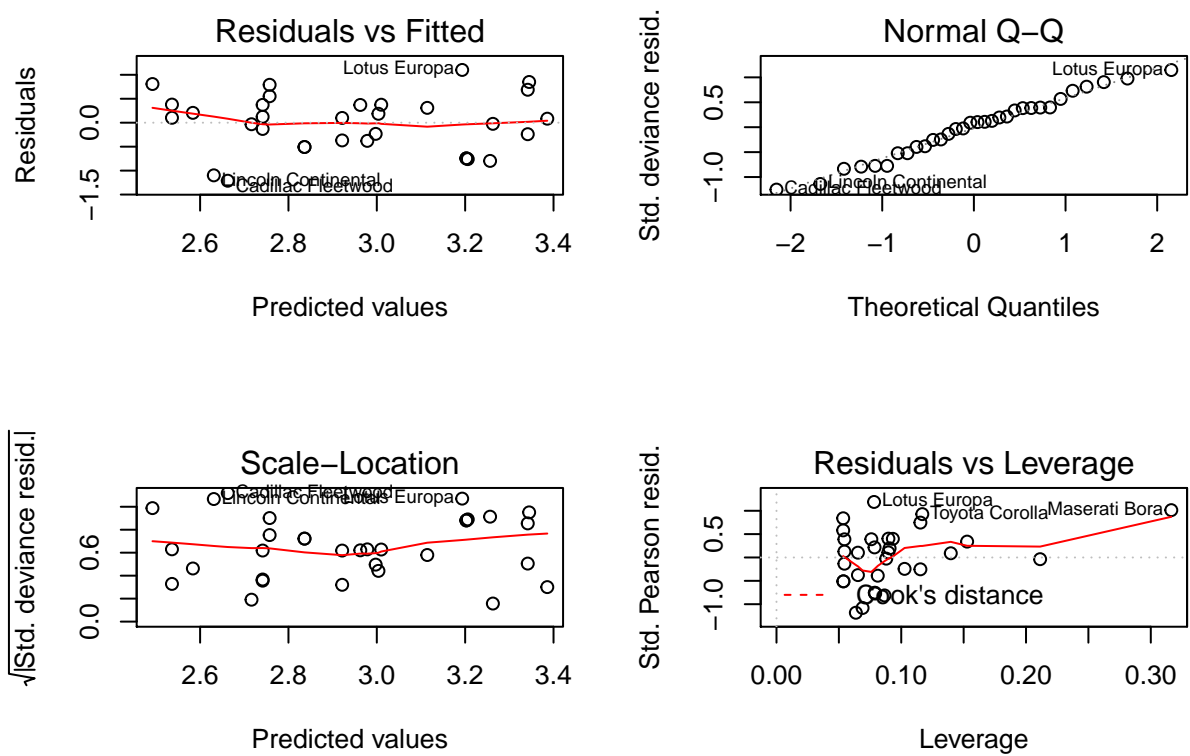 Residuals vs Fitted
Residuals
−1.5
0.0
Lotus Europa
Lincoln Continental
Cadillac Fleetwood
2.6
2.8
3.0
3.2
3.4
Predicted values
Normal Q−Q
Std. deviance resid.
−1.0
0.5
Lotus Europa
Lincoln Continental
Cadillac Fleetwood
−2
−1
0
1
2
Theoretical Quantiles
Scale−Location
√|Std. deviance resid.|
0.0
0.6
Cadillac Fleetwood
Lincoln Continental
Lotus Europa
2.6
2.8
3.0
3.2
3.4
Predicted values
Residuals vs Leverage
Std. Pearson resid.
−1.0
0.5
Lotus Europa
Toyota Corolla
Maserati Bora
Cook's distance
0.00
0.10
0.20
0.30
Leverage